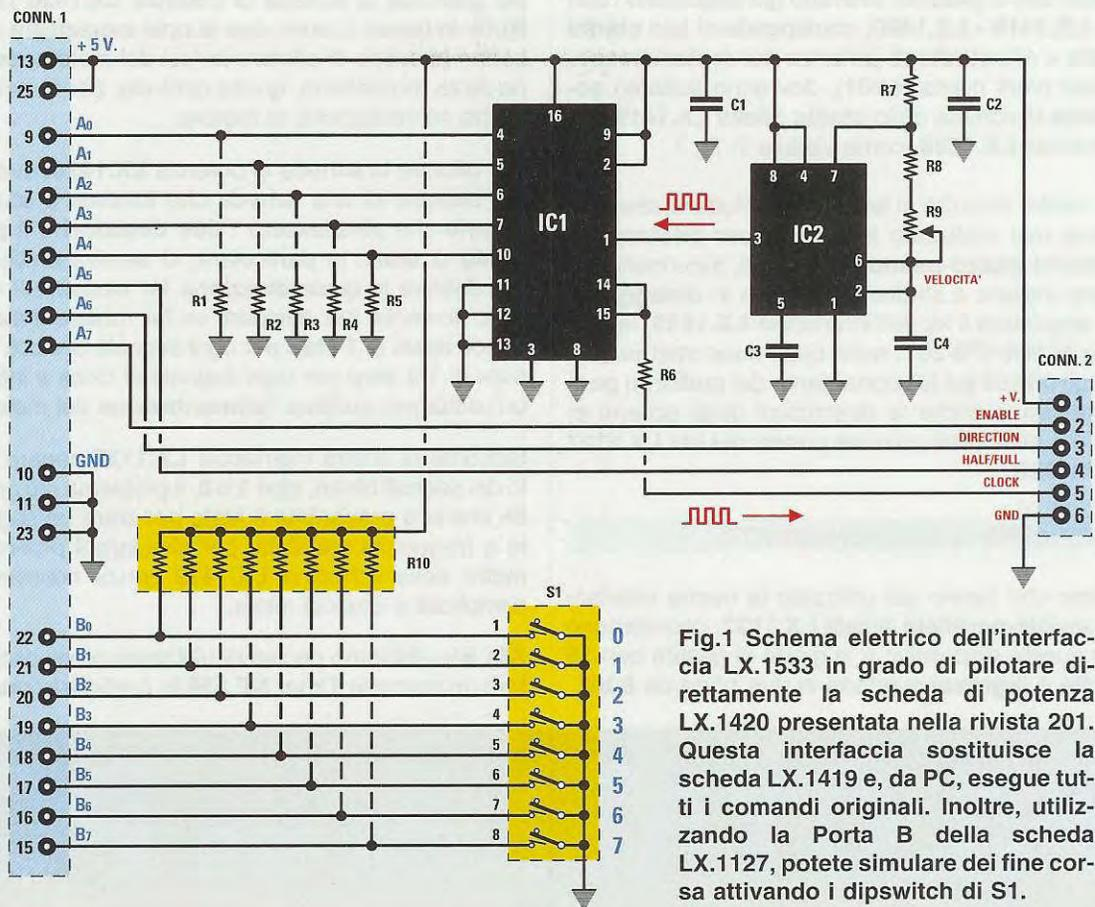 CONN. 1
+ 5 V.
13
25
9 A0
8 A1
7 A2
6 A3
5 A4
4 A5
3 A6
2 A7
R1
R2
R3
R4
R5
16
4
5
6
7
10
11
12
13
3
8
9
2
1
14
15
IC1
R6
C1
C2
R7
R8
R9
8
4
7
3
6
2
5
1
IC2
VELOCITA'
C3
C4
CONN. 2
+ V. 1
ENABLE 2
DIRECTION 3
HALF/FULL 4
CLOCK 5
GND 6
10 GND
11
23
R10
S1
22 B0 1 0
21 B1 2 1
20 B2 3 2
19 B3 4 3
18 B4 5 4
17 B5 6 5
16 B6 7 6
15 B7 8 7
Fig.1 Schema elettrico dell'interfac-
cia LX.1533 in grado di pilotare di-
rettamente la scheda di potenza
LX.1420 presentata nella rivista 201.
Questa interfaccia sostituisce la
scheda LX.1419 e, da PC, esegue tut-
ti i comandi originali. Inoltre, utiliz-
zando la Porta B della scheda
LX.1127, potete simulare dei fine cor-
sa attivando i dipswitch di S1.